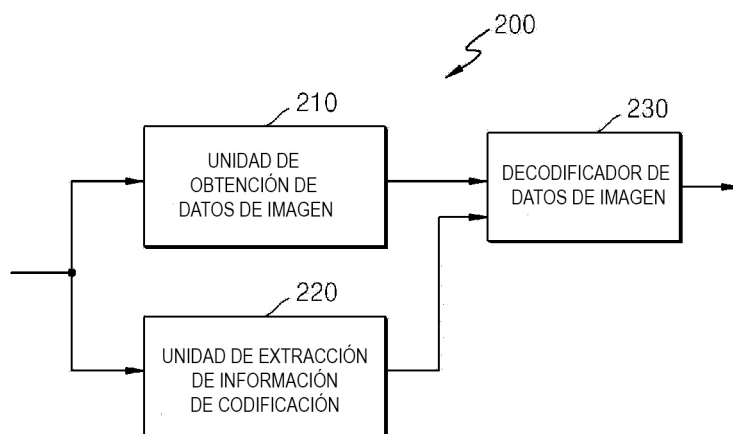 200
210
UNIDAD DE
OBTENCIÓN DE
DATOS DE IMAGEN
230
DECODIFICADOR DE
DATOS DE IMAGEN
220
UNIDAD DE EXTRACCIÓN
DE INFORMACIÓN
DE CODIFICACIÓN